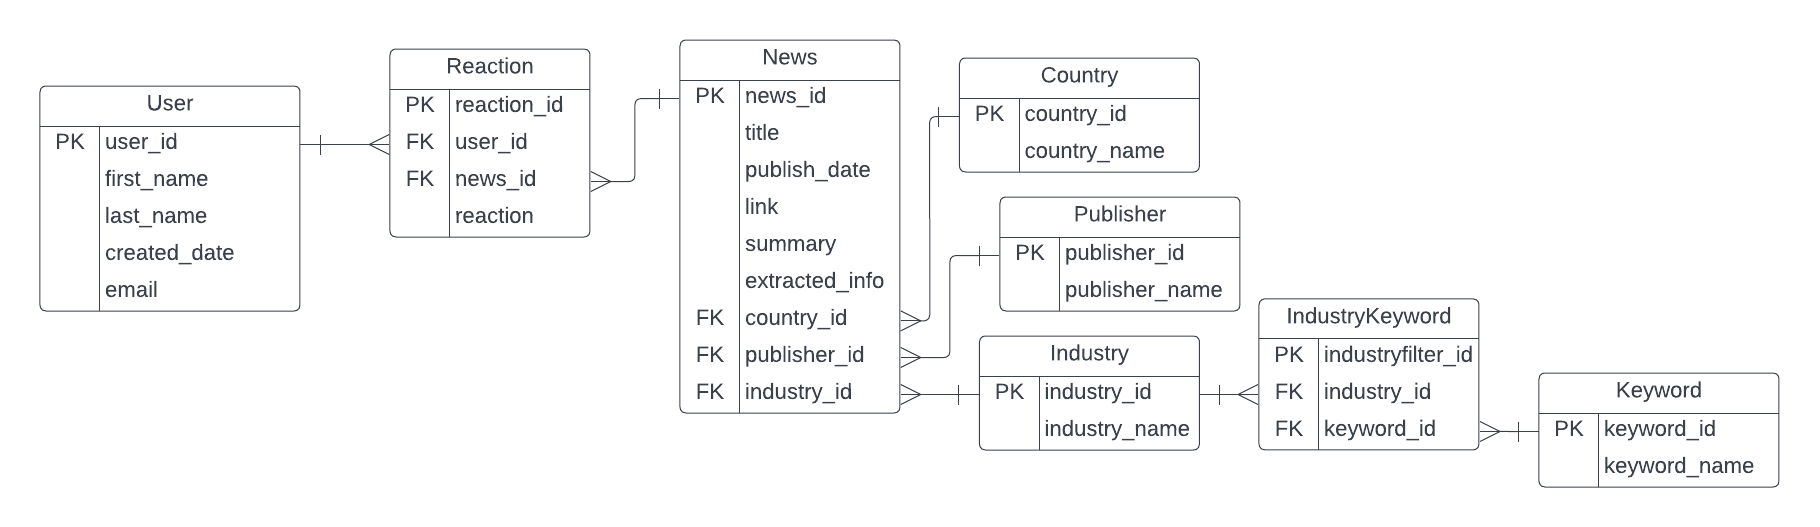 User
PK user_id
first_name
last_name
created_date
email
Reaction
PK reaction_id
FK user_id
FK news_id
reaction
News
PK news_id
title
publish_date
link
summary
extracted_info
FK country_id
FK publisher_id
FK industry_id
Country
PK country_id
country_name
Publisher
PK publisher_id
publisher_name
Industry
PK industry_id
industry_name
IndustryKeyword
PK industryfilter_id
FK industry_id
FK keyword_id
Keyword
PK keyword_id
keyword_name